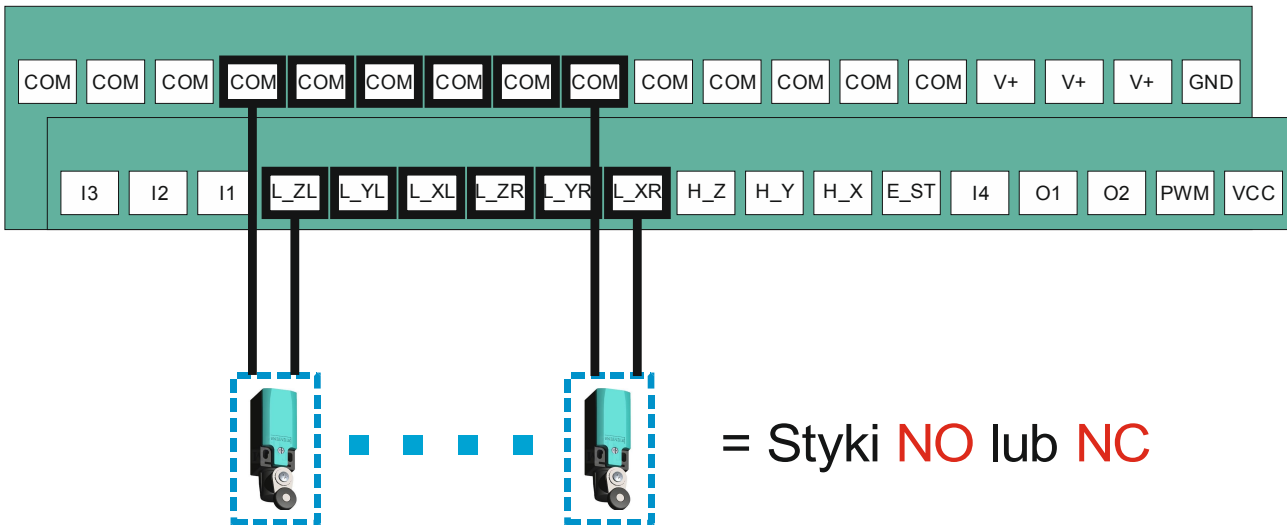 COM COM COM COM COM COM COM COM COM COM COM COM COM COM V+ V+ V+ GND
I3 I2 I1 L_ZL L_YL L_XL L_ZR L_YR L_XR H_Z H_Y H_X E_ST I4 O1 O2 PWM VCC
= Styki NO lub NC